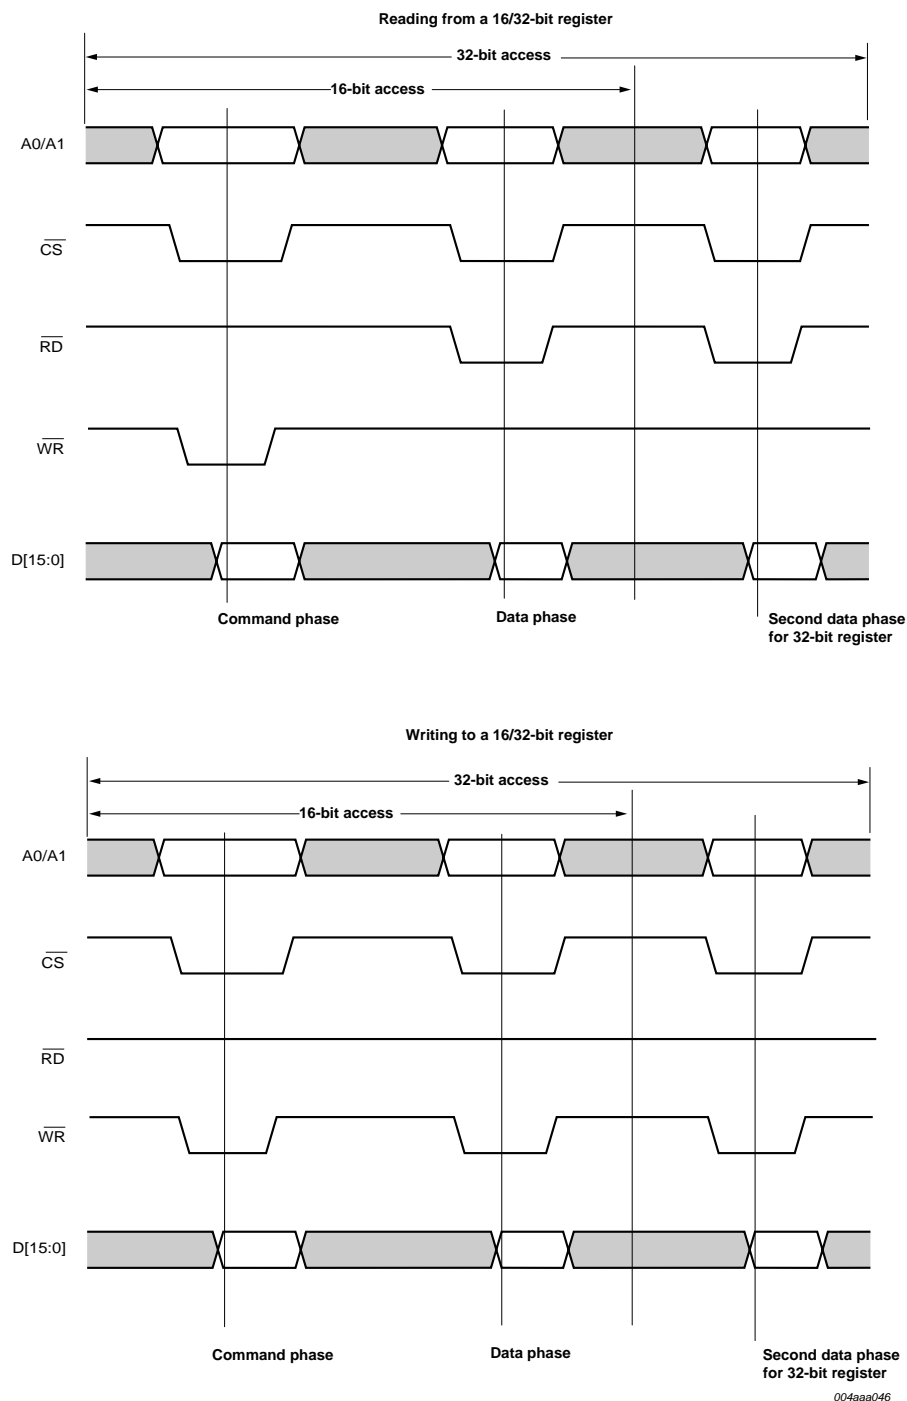 Reading from a 16/32-bit register
32-bit access
16-bit access
A0/A1
CS
RD
WR
D[15:0]
Command phase
Data phase
Second data phase
for 32-bit register
Writing to a 16/32-bit register
32-bit access
16-bit access
A0/A1
CS
RD
WR
D[15:0]
Command phase
Data phase
Second data phase
for 32-bit register
004aaa046